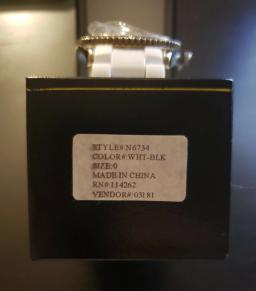 STYLE# N6734
COLOR# WHT-BLK
SIZE: 0
MADE IN CHINA
RN# 114262
VENDOR# 03181